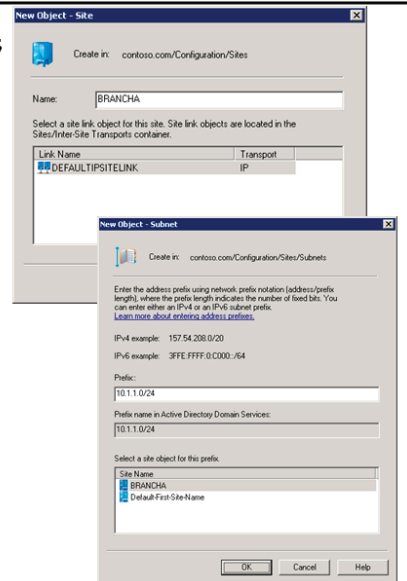 New Object - Site
Create in: contoso.com/Configuration/Sites
Name: BRANCHA
Select a site link object for this site. Site link objects are located in the
Sites/Inter-Site Transports container.
Link Name Transport
DEFAULTIPSITELINK IP
New Object - Subnet
Create in: contoso.com/Configuration/Sites/Subnets
Enter the address prefix using network prefix notation (address/prefix
length), where the prefix length indicates the number of fixed bits. You
can enter either an IPv4 or an IPv6 subnet prefix.
Learn more about entering address prefixes.
IPv4 example: 157.54.208.0/20
IPv6 example: 3FFE:FFFF:0:C000::/64
Prefix:
10.1.1.0/24
Prefix name in Active Directory Domain Services:
10.1.1.0/24
Select a site object for this prefix.
Site Name
BRANCHA
Default-First-Site-Name
OK Cancel Help